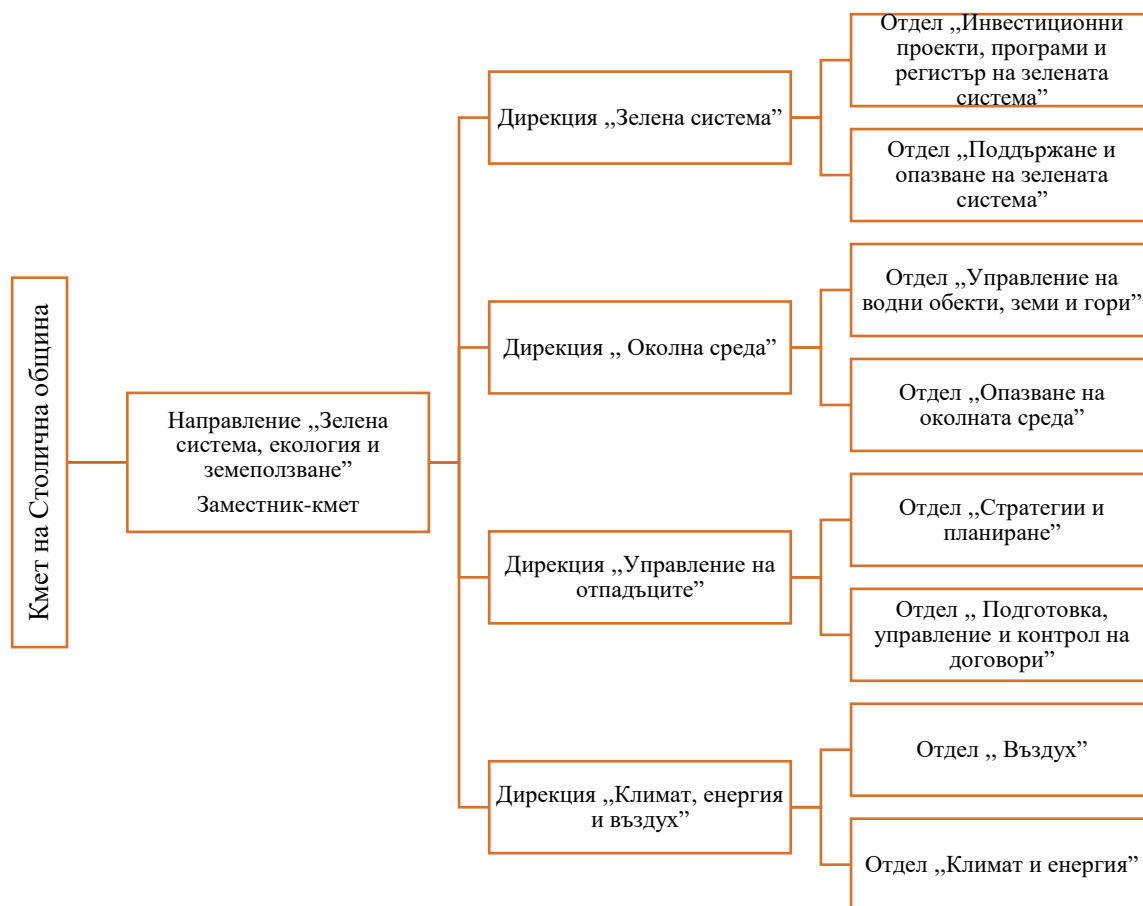 Кмет на Столична община
Направление ,,Зелена
система, екология и
земеползване”
Заместник-кмет
Дирекция ,,Зелена система”
Отдел ,,Инвестиционни
проекти, програми и
регистър на зелената
система”
Отдел ,,Поддържане и
опазване на зелената
система”
Дирекция ,, Околна среда”
Отдел ,,Управление на
водни обекти, земи и гори”
Отдел ,,Опазване на
околната среда”
Дирекция ,,Управление на
отпадъците”
Отдел ,,Стратегии и
планиране”
Отдел ,, Подготовка,
управление и контрол на
договори”
Дирекция ,,Климат, енергия
и въздух”
Отдел ,, Въздух”
Отдел ,,Климат и енергия”